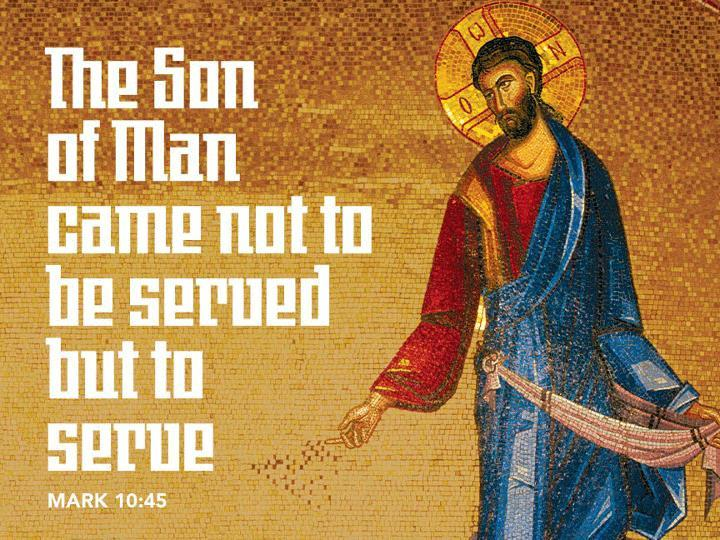 The Son
of Man
came not to
be served
but to
serve
MARK 10:45
Ο
Ѡ
Ν